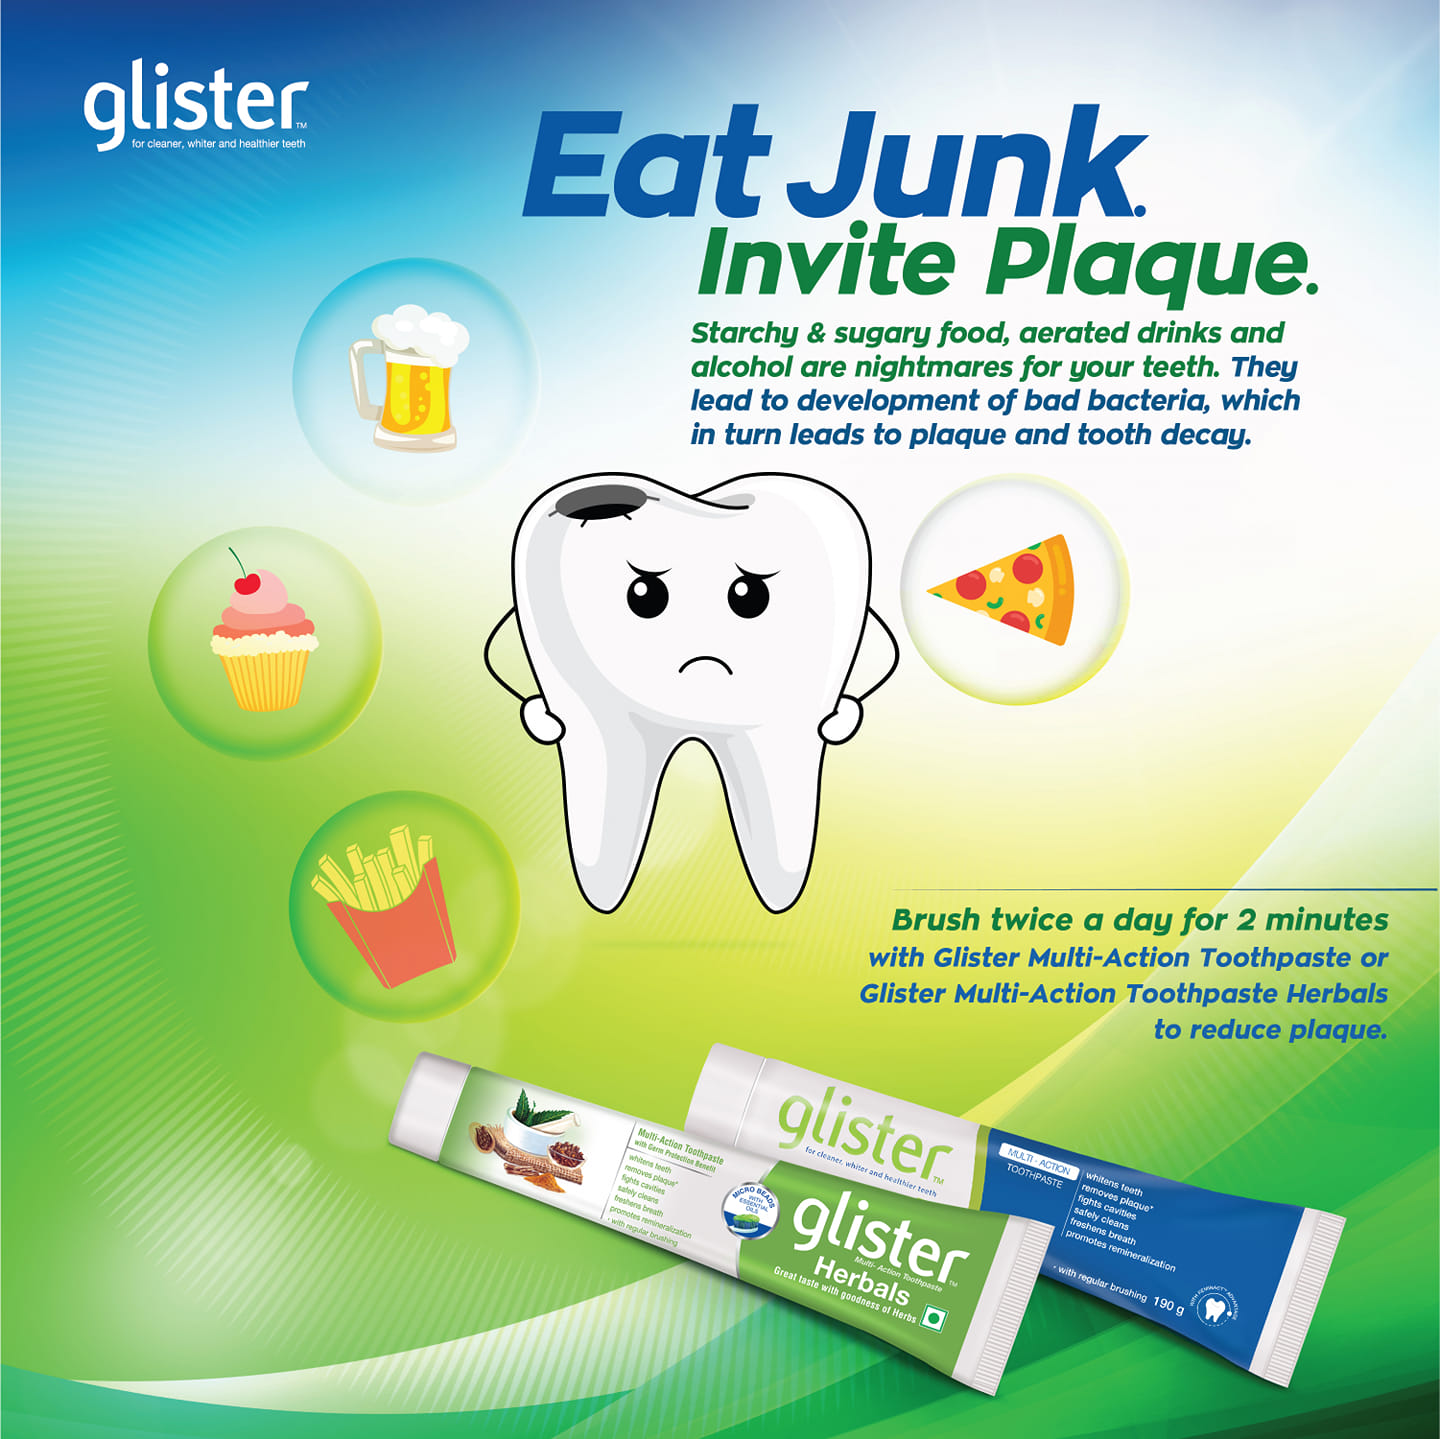 glister™
for cleaner, whiter and healthier teeth
Eat Junk.
Invite Plaque.
Starchy & sugary food, aerated drinks and
alcohol are nightmares for your teeth. They
lead to development of bad bacteria, which
in turn leads to plaque and tooth decay.
Brush twice a day for 2 minutes
with Glister Multi-Action Toothpaste or
Glister Multi-Action Toothpaste Herbals
to reduce plaque.
Multi-Action Toothpaste
with Germ Protection Benefit
whitens teeth
removes plaque*
fights cavities
safely cleans
freshens breath
promotes remineralization
* with regular brushing
MICRO BEADS
WITH
ESSENTIAL
OILS
glister™
Multi-Action Toothpaste
Herbals
Great taste with goodness of Herbs
glister™
for cleaner, whiter and healthier teeth
MULTI-ACTION
TOOTHPASTE
whitens teeth
removes plaque*
fights cavities
safely cleans
freshens breath
promotes remineralization
* with regular brushing
190 g